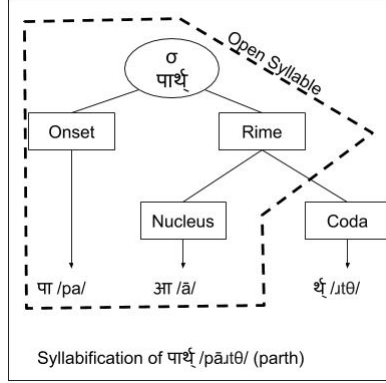 σ
पार्थ्
Open Syllable
Onset
Rime
Nucleus
Coda
पा /pa/
आ /ā/
र्थ् /ɹtθ/
Syllabification of पार्थ् /pāɹtθ/ (parth)